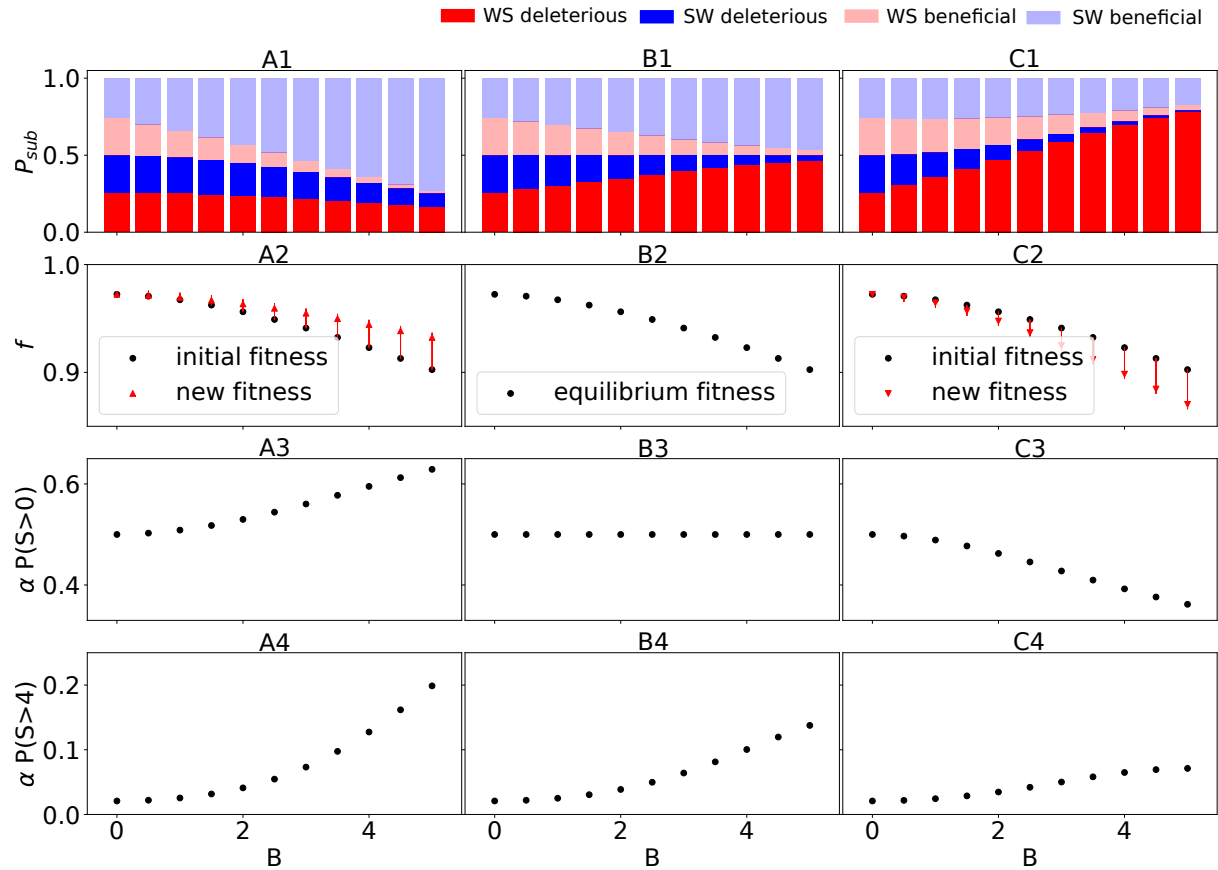 WS deleterious SW deleterious WS beneficial SW beneficial
A1 B1 C1
1.0
0.5
0.0
P_sub
A2 B2 C2
1.0
0.9
f
initial fitness
new fitness
equilibrium fitness
initial fitness
new fitness
A3 B3 C3
0.6
0.4
α P(S>0)
A4 B4 C4
0.2
0.1
0.0
α P(S>4)
0 2 4 0 2 4 0 2 4
B B B